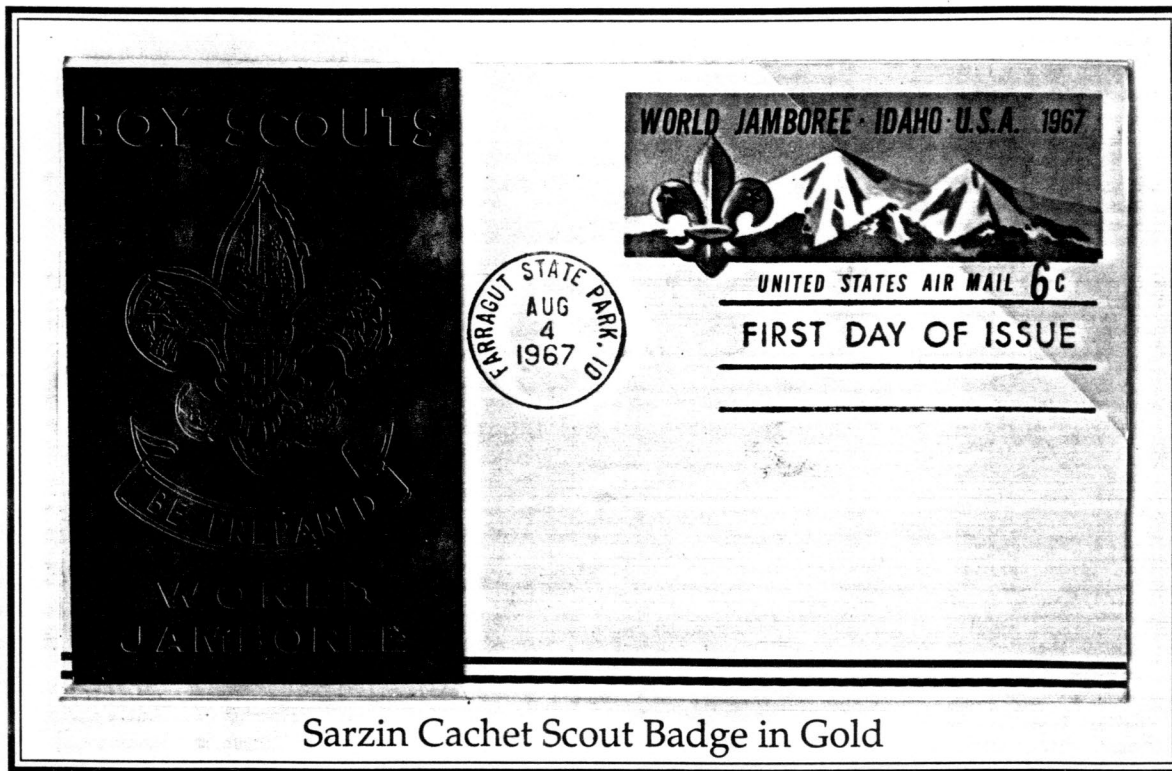 BOY SCOUTS
BE PREPARED
WORLD
JAMBOREE
WORLD JAMBOREE · IDAHO · U.S.A. 1967
UNITED STATES AIR MAIL 6c
FARRAGUT STATE PARK, ID
AUG
4
1967
FIRST DAY OF ISSUE
Sarzin Cachet Scout Badge in Gold